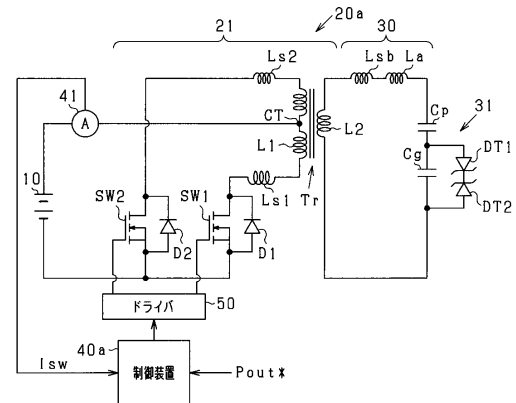 20a
21
30
Ls2
Lsb
La
41
A
CT
L1
L2
Cp
31
Cg
DT1
DT2
10
SW2
SW1
Ls1
Tr
D2
D1
ドライバ
50
40a
Isw
制御装置
Pout*